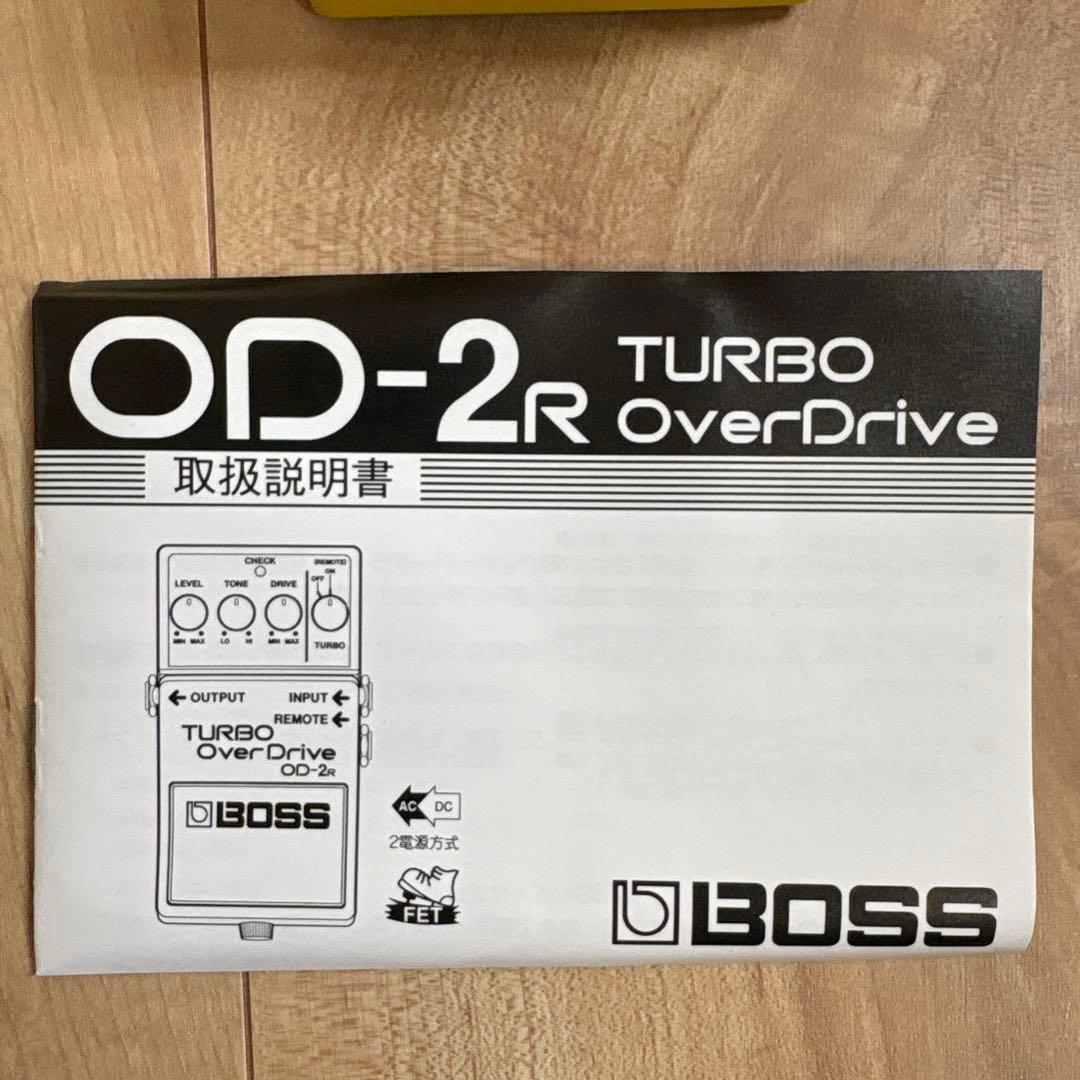 OD-2R TURBO
OverDrive
取扱説明書
CHECK
(REMOTE)
ON
OFF
LEVEL TONE DRIVE
MIN MAX LO HI MIN MAX
TURBO
OUTPUT INPUT
REMOTE
TURBO
OverDrive
OD-2R
BOSS
AC DC
2電源方式
FET
BOSS